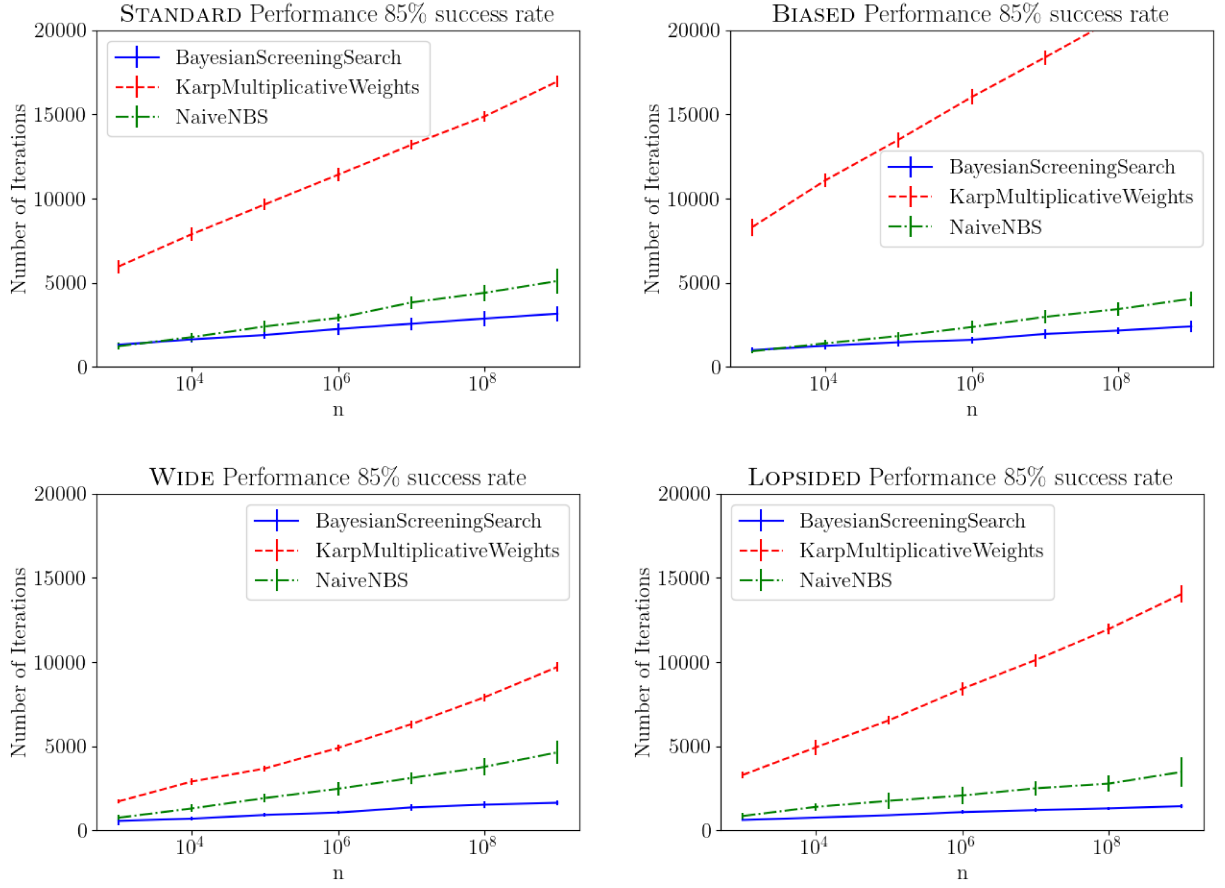 STANDARD Performance 85% success rate
20000
15000
10000
5000
0
Number of Iterations
BayesianScreeningSearch
KarpMultiplicativeWeights
NaiveNBS
10^4
10^6
10^8
n
BIASED Performance 85% success rate
20000
15000
10000
5000
0
Number of Iterations
BayesianScreeningSearch
KarpMultiplicativeWeights
NaiveNBS
10^4
10^6
10^8
n
WIDE Performance 85% success rate
20000
15000
10000
5000
0
Number of Iterations
BayesianScreeningSearch
KarpMultiplicativeWeights
NaiveNBS
10^4
10^6
10^8
n
LOPSIDED Performance 85% success rate
20000
15000
10000
5000
0
Number of Iterations
BayesianScreeningSearch
KarpMultiplicativeWeights
NaiveNBS
10^4
10^6
10^8
n